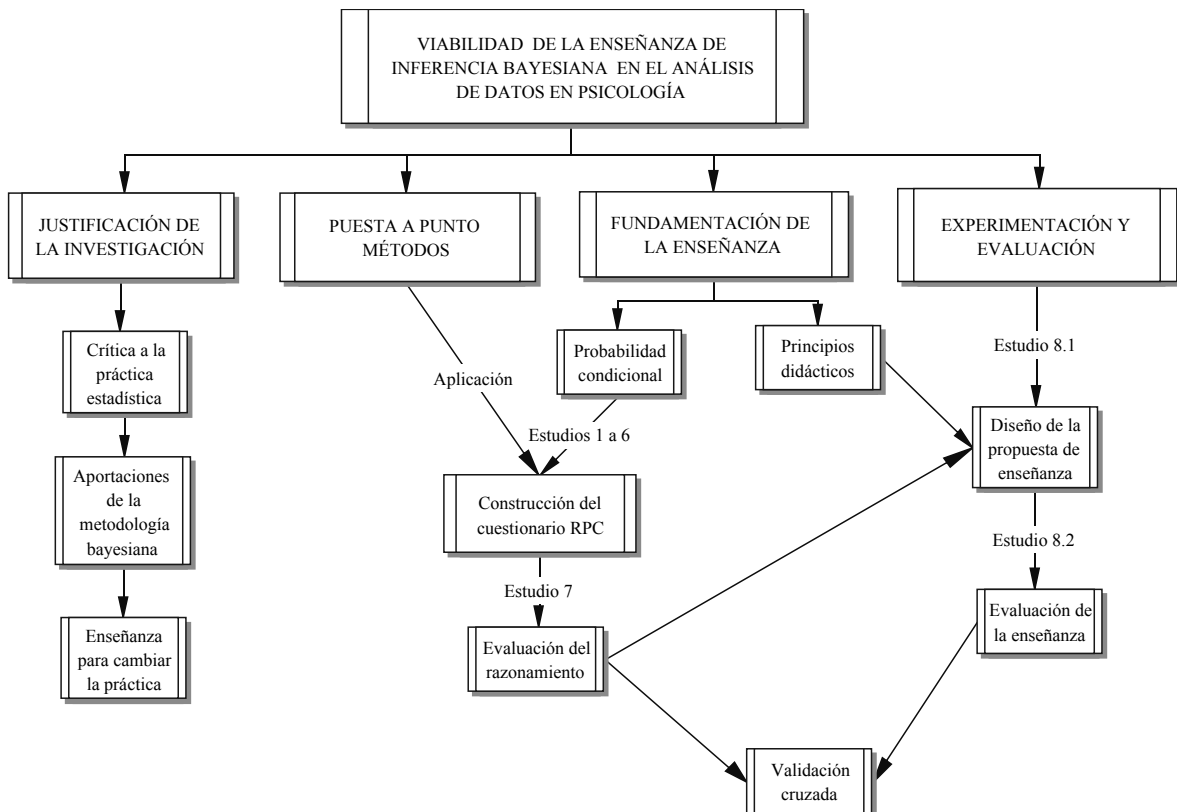 VIABILIDAD DE LA ENSEÑANZA DE
INFERENCIA BAYESIANA EN EL ANÁLISIS
DE DATOS EN PSICOLOGÍA
JUSTIFICACIÓN DE
LA INVESTIGACIÓN
PUESTA A PUNTO
MÉTODOS
FUNDAMENTACIÓN DE
LA ENSEÑANZA
EXPERIMENTACIÓN Y
EVALUACIÓN
Crítica a la
práctica
estadística
Aportaciones
de la
metodología
bayesiana
Enseñanza
para cambiar
la práctica
Aplicación
Probabilidad
condicional
Principios
didácticos
Estudios 1 a 6
Construcción del
cuestionario RPC
Estudio 7
Evaluación del
razonamiento
Estudio 8.1
Diseño de la
propuesta de
enseñanza
Estudio 8.2
Evaluación de
la enseñanza
Validación
cruzada